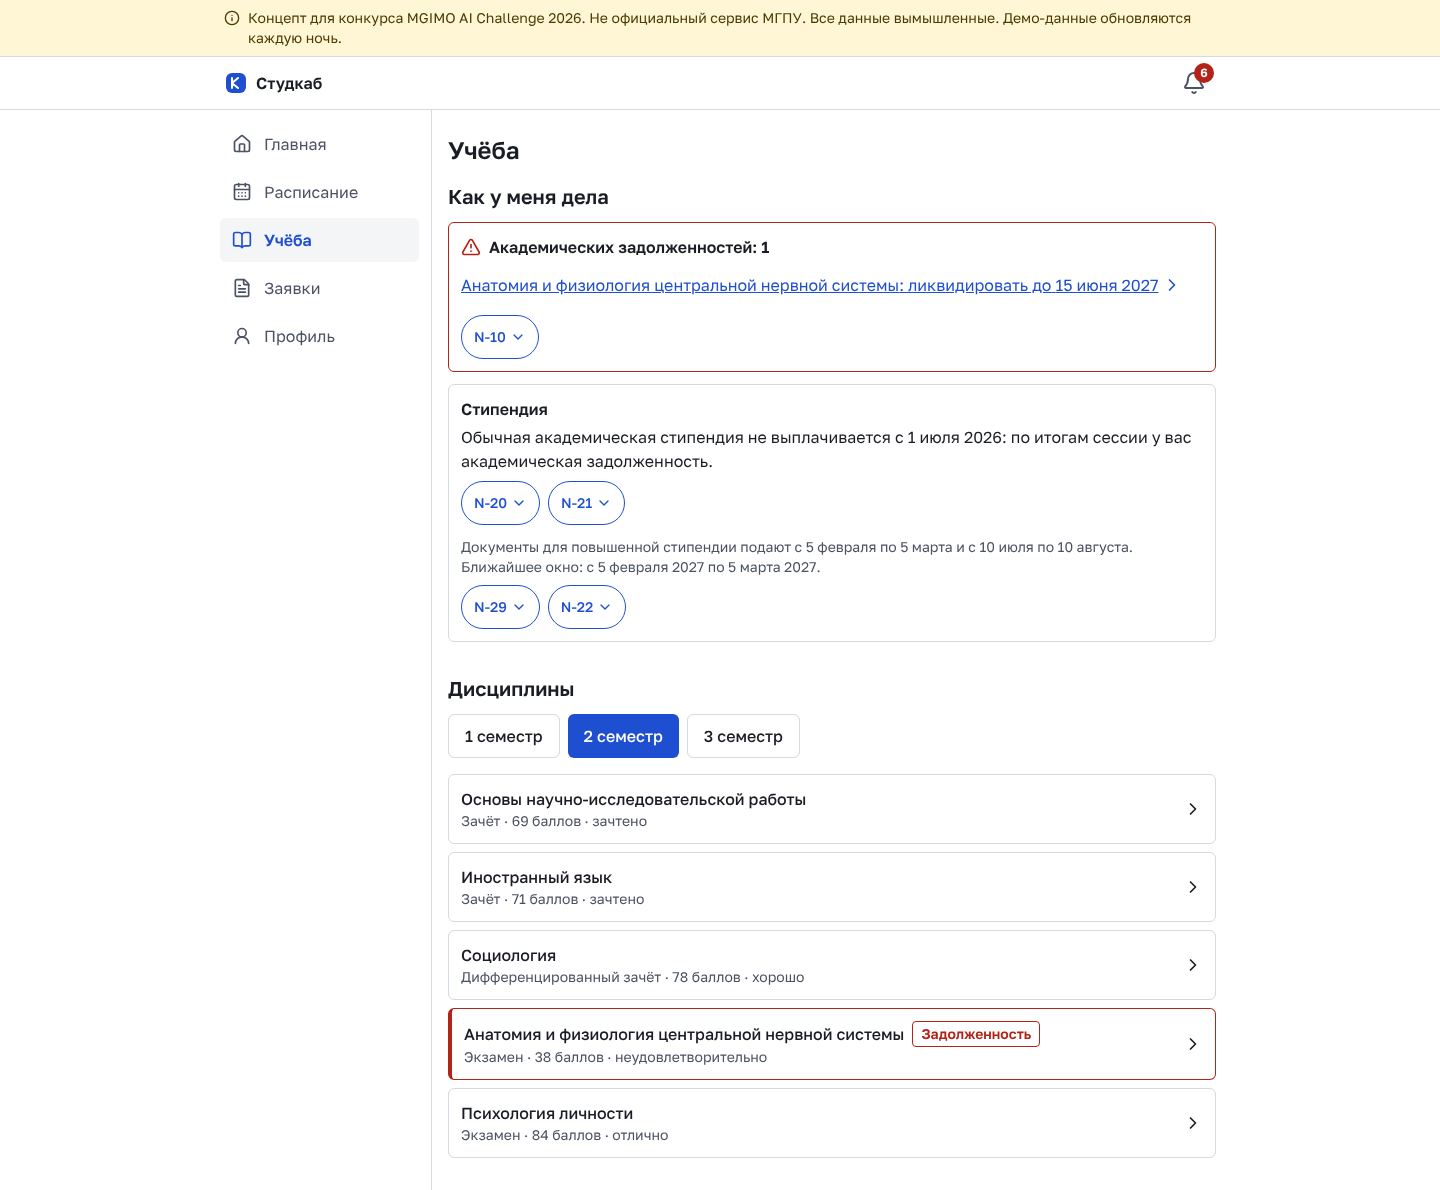 Концепт для конкурса MGIMO AI Challenge 2026. Не официальный сервис МГПУ. Все данные вымышленные. Демо-данные обновляются
каждую ночь.
Студкаб
6
Главная
Расписание
Учёба
Заявки
Профиль
Учёба
Как у меня дела
Академических задолженностей: 1
Анатомия и физиология центральной нервной системы: ликвидировать до 15 июня 2027
N-10
Стипендия
Обычная академическая стипендия не выплачивается с 1 июля 2026: по итогам сессии у вас
академическая задолженность.
N-20 N-21
Документы для повышенной стипендии подают с 5 февраля по 5 марта и с 10 июля по 10 августа.
Ближайшее окно: с 5 февраля 2027 по 5 марта 2027.
N-29 N-22
Дисциплины
1 семестр 2 семестр 3 семестр
Основы научно-исследовательской работы
Зачёт · 69 баллов · зачтено
Иностранный язык
Зачёт · 71 баллов · зачтено
Социология
Дифференцированный зачёт · 78 баллов · хорошо
Анатомия и физиология центральной нервной системы Задолженность
Экзамен · 38 баллов · неудовлетворительно
Психология личности
Экзамен · 84 баллов · отлично